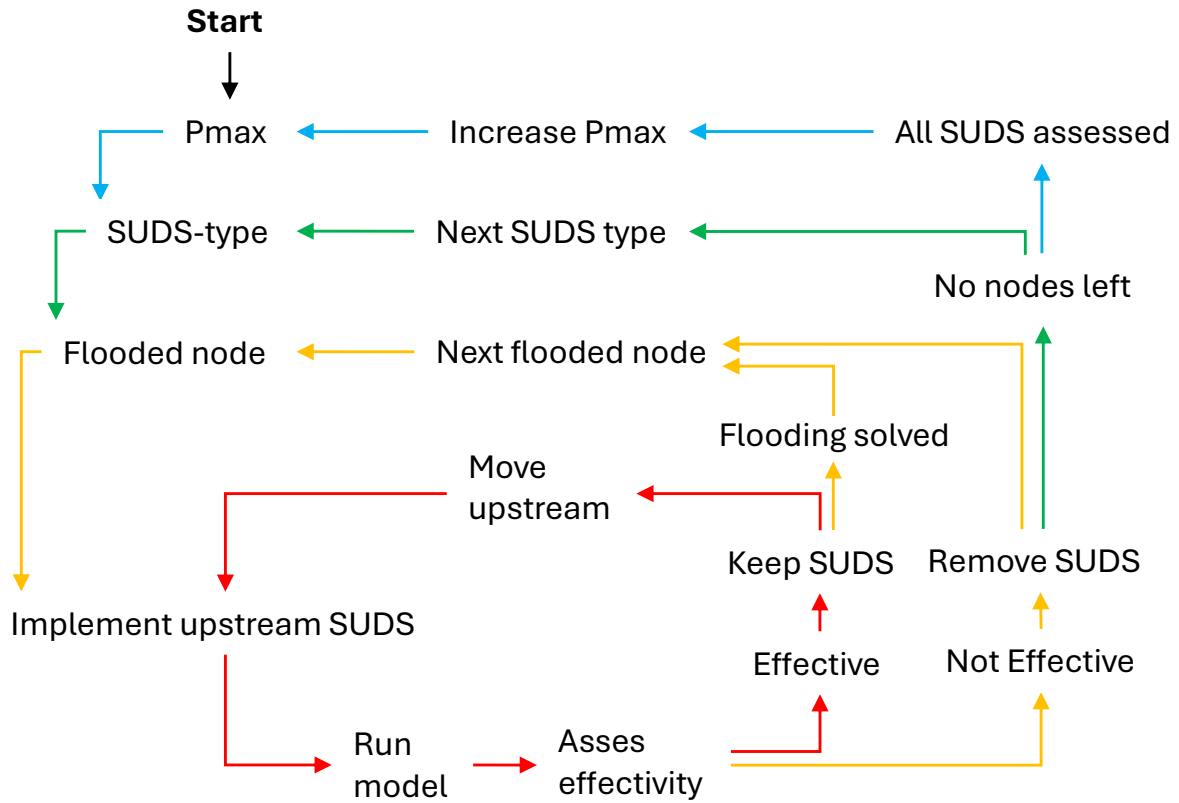 Start
Pmax
Increase Pmax
All SUDS assessed
SUDS-type
Next SUDS type
No nodes left
Flooded node
Next flooded node
Flooding solved
Move
upstream
Keep SUDS
Remove SUDS
Implement upstream SUDS
Effective
Not Effective
Run
model
Asses
effectivity